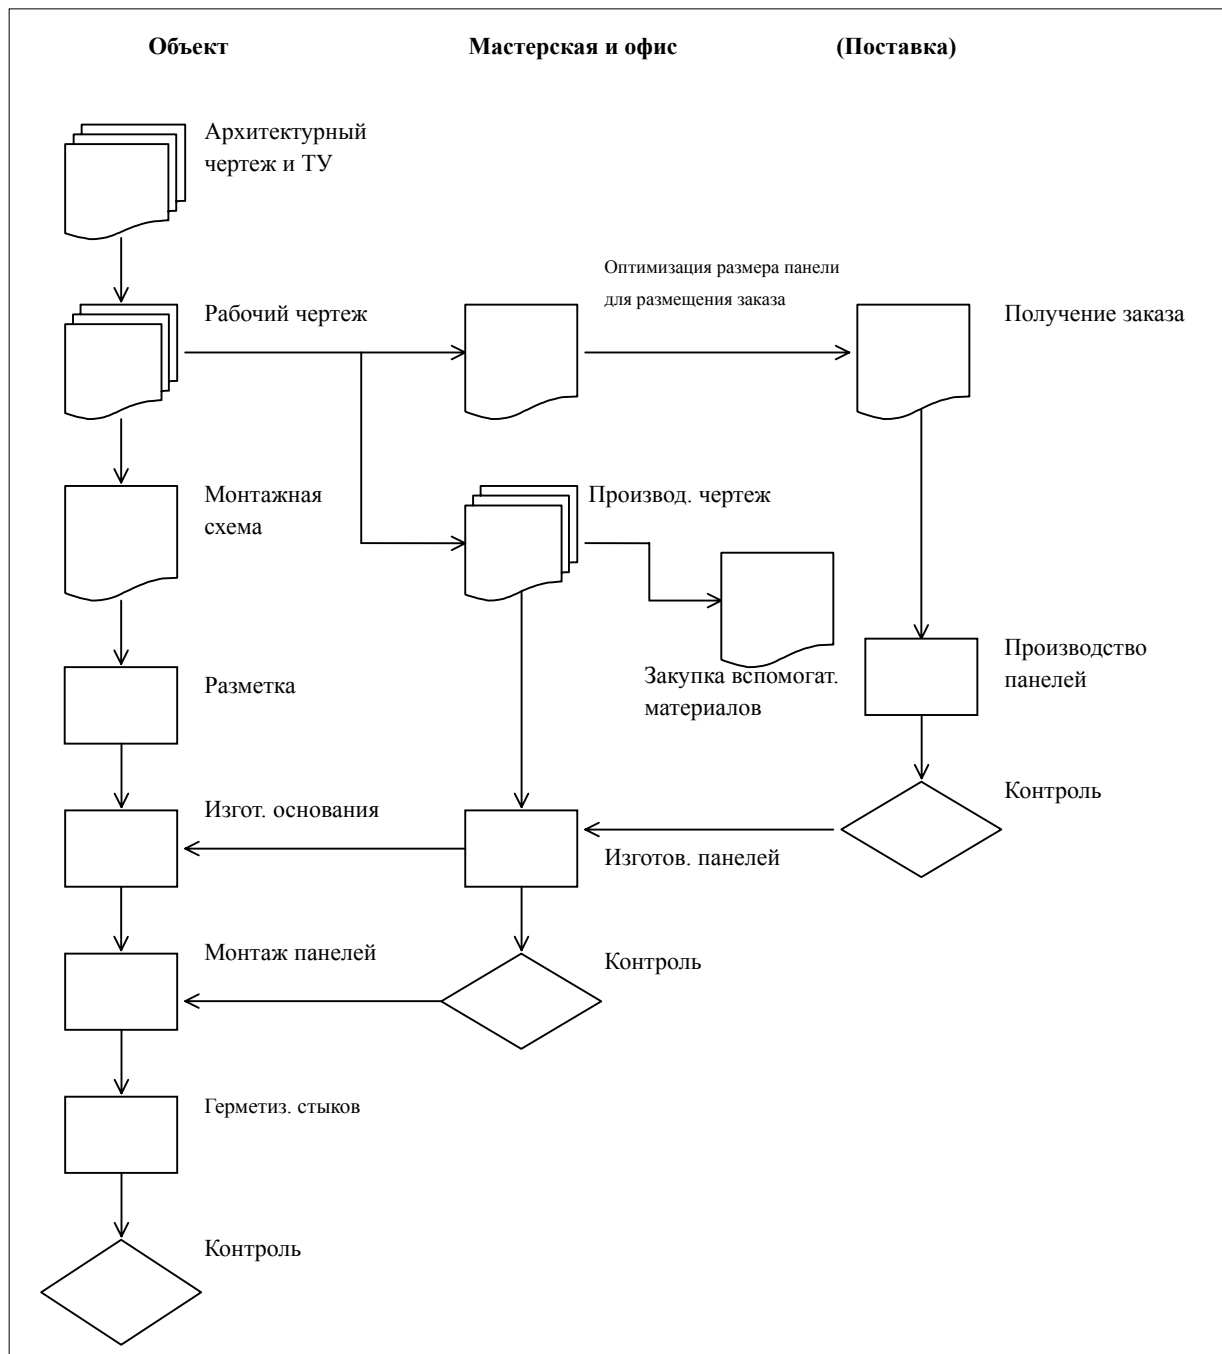 Объект
Мастерская и офис
(Поставка)
Архитектурный
чертеж и ТУ
Оптимизация размера панели
для размещения заказа
Рабочий чертеж
Получение заказа
Монтажная
схема
Производ. чертеж
Производство
панелей
Закупка вспомогат.
материалов
Разметка
Контроль
Изгот. основания
Изготов. панелей
Монтаж панелей
Контроль
Герметиз. стыков
Контроль